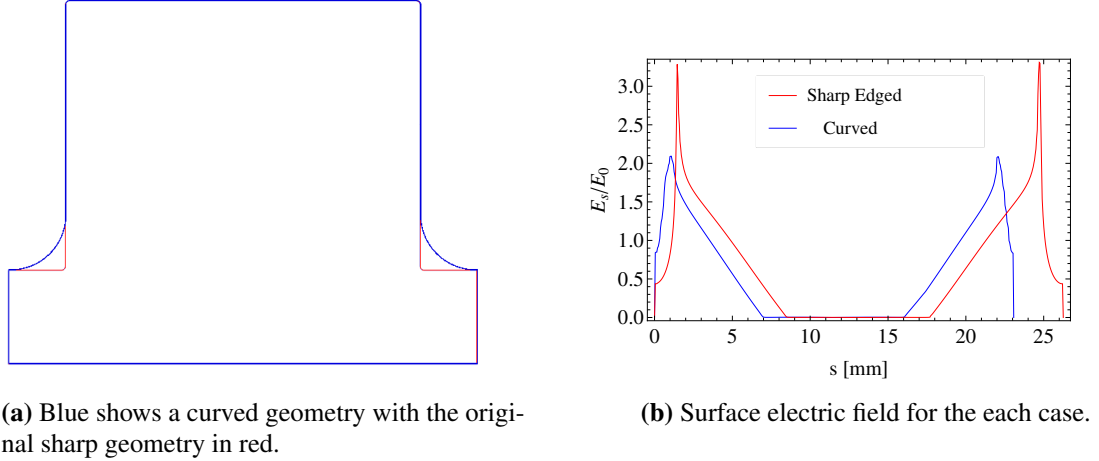 3.0
2.5
2.0
1.5
1.0
0.5
0.0
E_s/E_0
Sharp Edged
Curved
0 5 10 15 20 25
s [mm]
(a) Blue shows a curved geometry with the origi-
nal sharp geometry in red.
(b) Surface electric field for the each case.